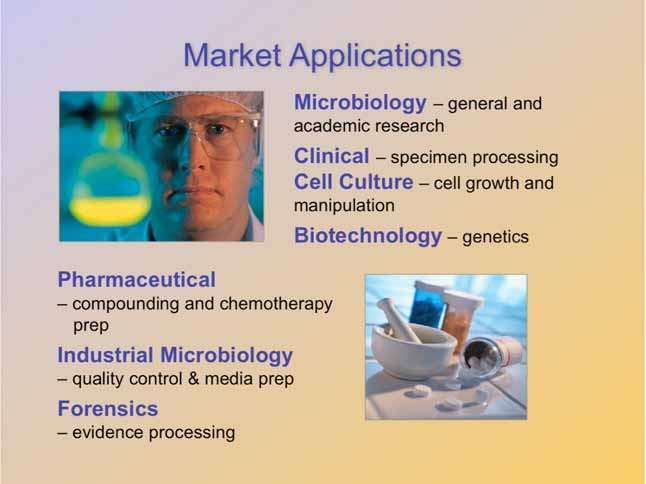 Market Applications
Microbiology – general and
academic research
Clinical – specimen processing
Cell Culture – cell growth and
manipulation
Biotechnology – genetics
Pharmaceutical
– compounding and chemotherapy
prep
Industrial Microbiology
– quality control & media prep
Forensics
– evidence processing